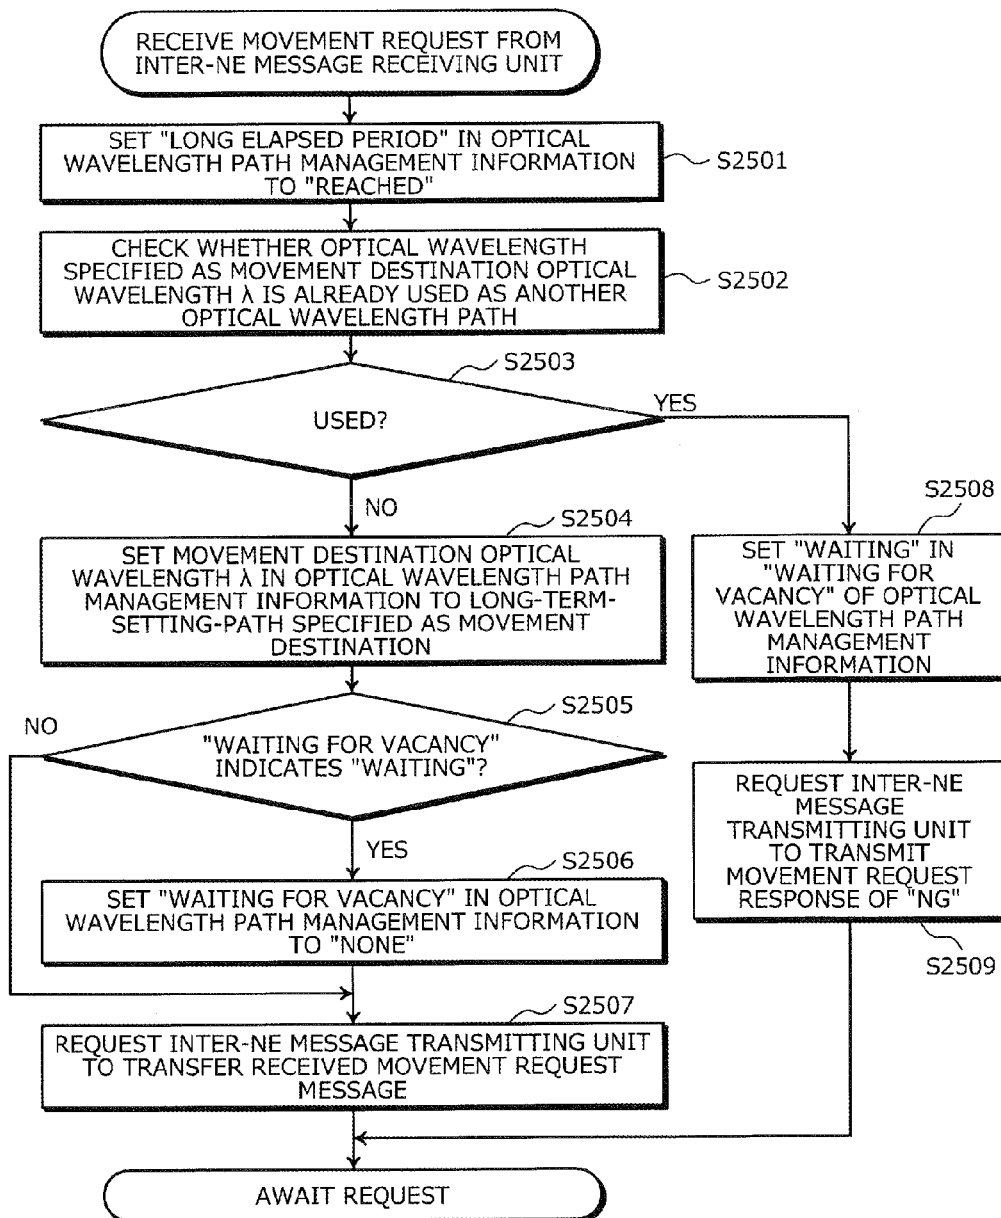 RECEIVE MOVEMENT REQUEST FROM
INTER-NE MESSAGE RECEIVING UNIT
SET "LONG ELAPSED PERIOD" IN OPTICAL
WAVELENGTH PATH MANAGEMENT INFORMATION
TO "REACHED"
S2501
CHECK WHETHER OPTICAL WAVELENGTH
SPECIFIED AS MOVEMENT DESTINATION OPTICAL
WAVELENGTH λ IS ALREADY USED AS ANOTHER
OPTICAL WAVELENGTH PATH
S2502
S2503
USED?
YES
NO
S2504
SET MOVEMENT DESTINATION OPTICAL
WAVELENGTH λ IN OPTICAL WAVELENGTH PATH
MANAGEMENT INFORMATION TO LONG-TERM-
SETTING-PATH SPECIFIED AS MOVEMENT
DESTINATION
S2508
SET "WAITING" IN
"WAITING FOR
VACANCY" OF OPTICAL
WAVELENGTH PATH
MANAGEMENT
INFORMATION
S2505
NO
"WAITING FOR VACANCY"
INDICATES "WAITING"?
YES
S2506
SET "WAITING FOR VACANCY" IN OPTICAL
WAVELENGTH PATH MANAGEMENT INFORMATION
TO "NONE"
REQUEST INTER-NE
MESSAGE
TRANSMITTING UNIT
TO TRANSMIT
MOVEMENT REQUEST
RESPONSE OF "NG"
S2509
S2507
REQUEST INTER-NE MESSAGE TRANSMITTING UNIT
TO TRANSFER RECEIVED MOVEMENT REQUEST
MESSAGE
AWAIT REQUEST